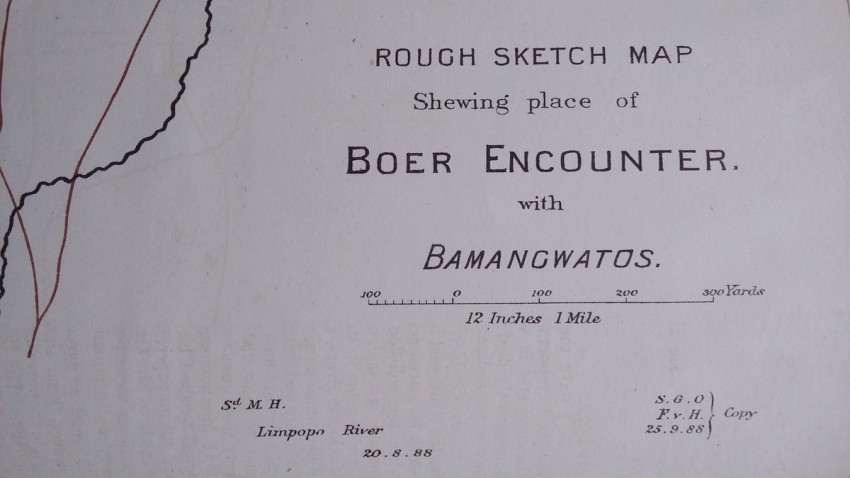 ROUGH SKETCH MAP
Shewing place of
BOER ENCOUNTER.
with
BAMANGWATOS.
100 0 100 200 300 Yards
12 Inches 1 Mile
Sd. M. H.
Limpopo River
20.8.88
S.G.O
F.v.H.
25.9.88
Copy